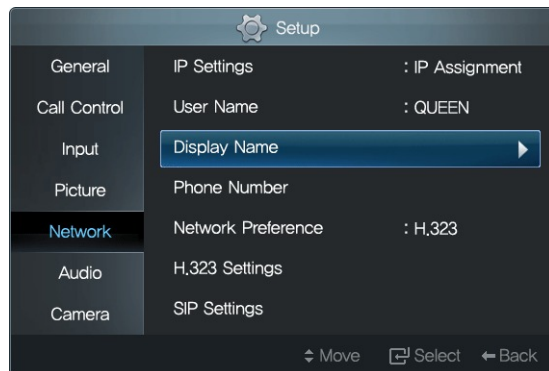 Setup
General
Call Control
Input
Picture
Network
Audio
Camera
IP Settings : IP Assignment
User Name : QUEEN
Display Name
Phone Number
Network Preference : H.323
H.323 Settings
SIP Settings
Move Select Back